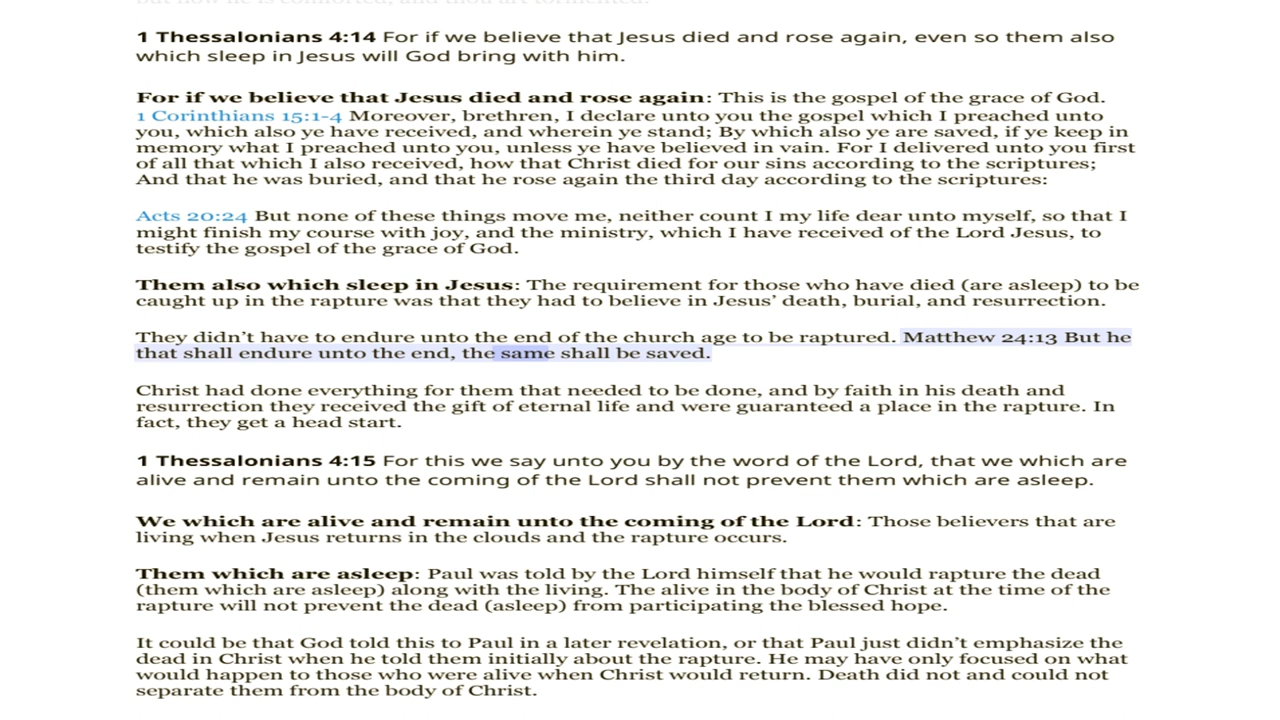 1 Thessalonians 4:14 For if we believe that Jesus died and rose again, even so them also
which sleep in Jesus will God bring with him.
For if we believe that Jesus died and rose again: This is the gospel of the grace of God.
1 Corinthians 15:1-4 Moreover, brethren, I declare unto you the gospel which I preached unto
you, which also ye have received, and wherein ye stand; By which also ye are saved, if ye keep in
memory what I preached unto you, unless ye have believed in vain. For I delivered unto you first
of all that which I also received, how that Christ died for our sins according to the scriptures;
And that he was buried, and that he rose again the third day according to the scriptures:
Acts 20:24 But none of these things move me, neither count I my life dear unto myself, so that I
might finish my course with joy, and the ministry, which I have received of the Lord Jesus, to
testify the gospel of the grace of God.
Them also which sleep in Jesus: The requirement for those who have died (are asleep) to be
caught up in the rapture was that they had to believe in Jesus’ death, burial, and resurrection.
They didn’t have to endure unto the end of the church age to be raptured. Matthew 24:13 But he
that shall endure unto the end, the same shall be saved.
Christ had done everything for them that needed to be done, and by faith in his death and
resurrection they received the gift of eternal life and were guaranteed a place in the rapture. In
fact, they get a head start.
1 Thessalonians 4:15 For this we say unto you by the word of the Lord, that we which are
alive and remain unto the coming of the Lord shall not prevent them which are asleep.
We which are alive and remain unto the coming of the Lord: Those believers that are
living when Jesus returns in the clouds and the rapture occurs.
Them which are asleep: Paul was told by the Lord himself that he would rapture the dead
(them which are asleep) along with the living. The alive in the body of Christ at the time of the
rapture will not prevent the dead (asleep) from participating the blessed hope.
It could be that God told this to Paul in a later revelation, or that Paul just didn’t emphasize the
dead in Christ when he told them initially about the rapture. He may have only focused on what
would happen to those who were alive when Christ would return. Death did not and could not
separate them from the body of Christ.